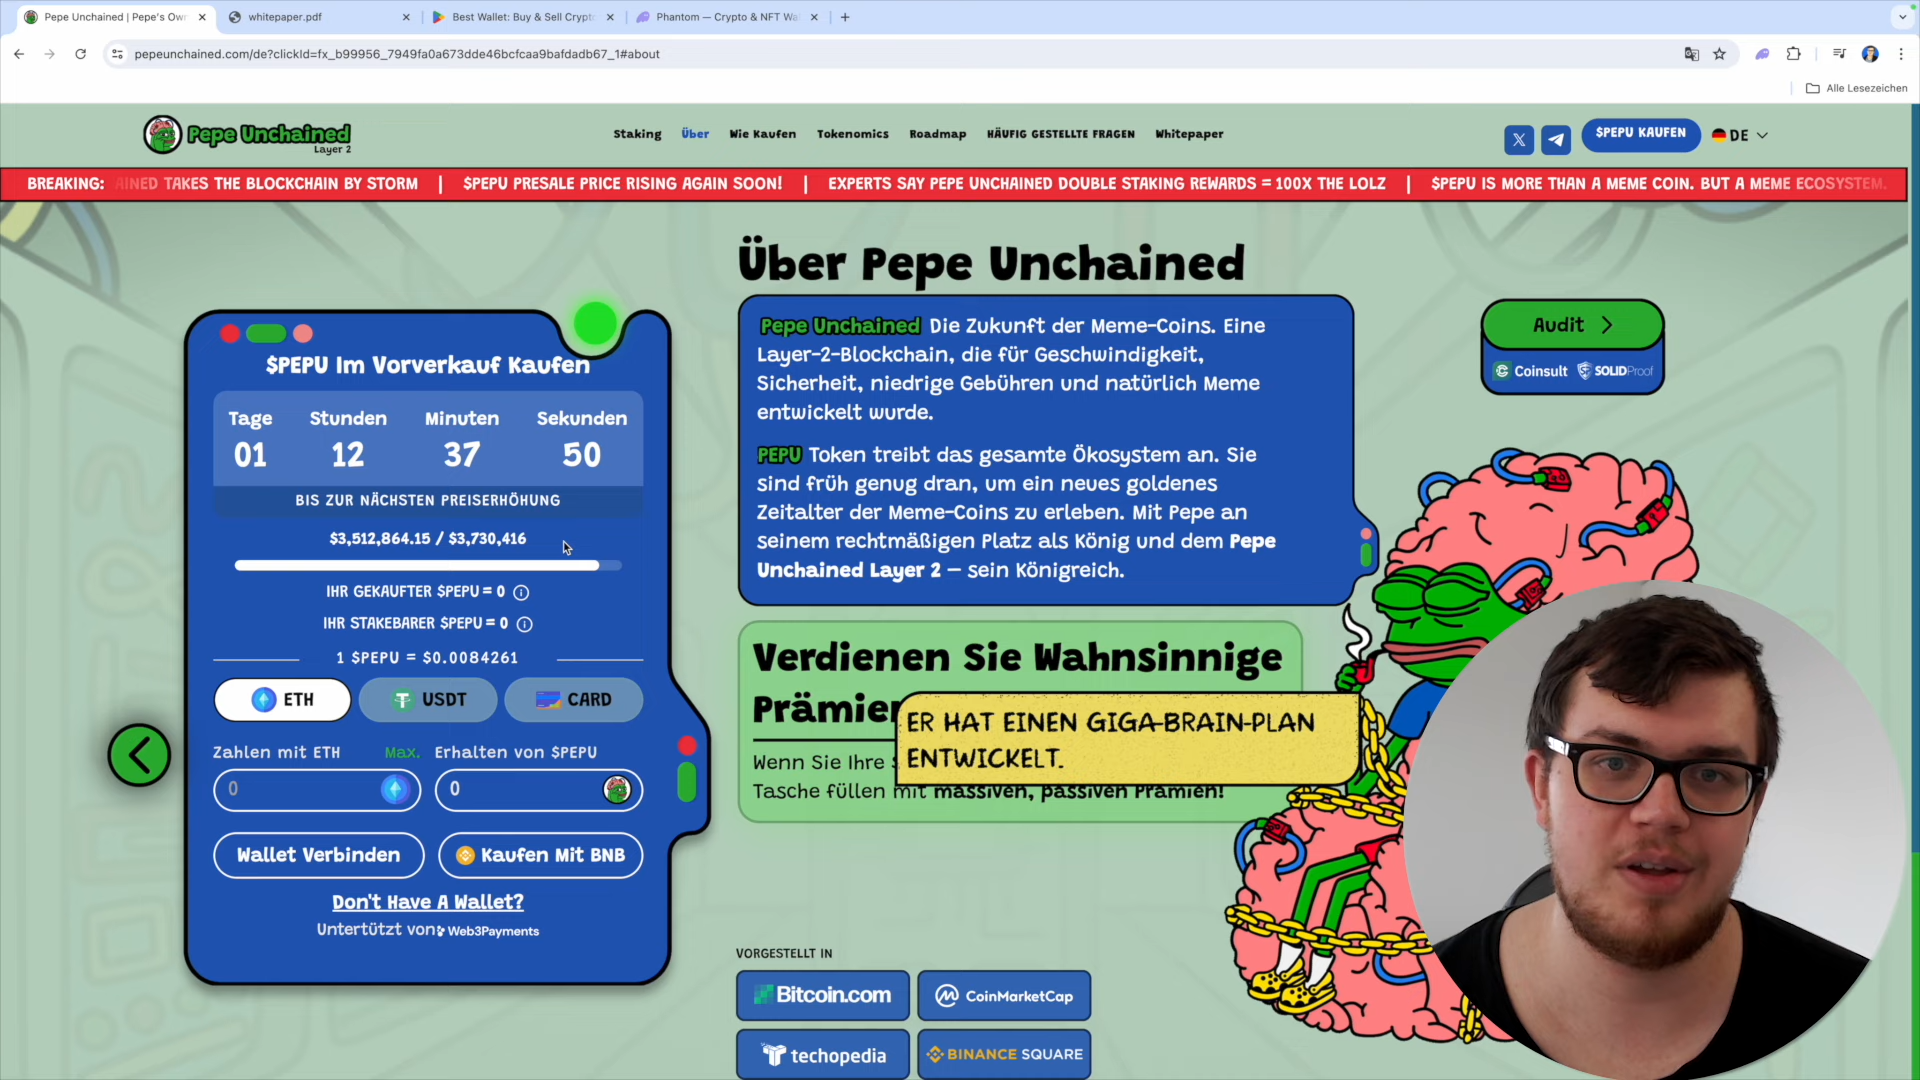 Pepe Unchained | Pepe's Own
whitepaper.pdf
Best Wallet: Buy & Sell Crypto
Phantom — Crypto & NFT Wal
pepeunchained.com/de?clickId=fx_b99956_7949fa0a673dde46bcfcaa9bafdadb67_1#about
Alle Lesezeichen
Pepe Unchained
Layer 2
Staking
Über
Wie Kaufen
Tokenomics
Roadmap
HÄUFIG GESTELLTE FRAGEN
Whitepaper
$PEPU KAUFEN
DE
BREAKING: AINED TAKES THE BLOCKCHAIN BY STORM | $PEPU PRESALE PRICE RISING AGAIN SOON! | EXPERTS SAY PEPE UNCHAINED DOUBLE STAKING REWARDS = 100X THE LOLZ | $PEPU IS MORE THAN A MEME COIN. BUT A MEME ECOSYSTEM.
$PEPU Im Vorverkauf Kaufen
Tage Stunden Minuten Sekunden
01 12 37 50
BIS ZUR NÄCHSTEN PREISERHÖHUNG
$3,512,864.15 / $3,730,416
IHR GEKAUFTER $PEPU = 0
IHR STAKEBARER $PEPU = 0
1 $PEPU = $0.0084261
ETH USDT CARD
Zahlen mit ETH Max. Erhalten von $PEPU
0 0
Wallet Verbinden Kaufen Mit BNB
Don't Have A Wallet?
Untertützt von Web3Payments
Über Pepe Unchained
Pepe Unchained Die Zukunft der Meme-Coins. Eine
Layer-2-Blockchain, die für Geschwindigkeit,
Sicherheit, niedrige Gebühren und natürlich Meme
entwickelt wurde.
PEPU Token treibt das gesamte Ökosystem an. Sie
sind früh genug dran, um ein neues goldenes
Zeitalter der Meme-Coins zu erleben. Mit Pepe an
seinem rechtmäßigen Platz als König und dem Pepe
Unchained Layer 2 – sein Königreich.
Audit
Coinsult SOLIDProof
Verdienen Sie Wahnsinnige
Prämien
ER HAT EINEN GIGA-BRAIN-PLAN
ENTWICKELT.
Wenn Sie Ihre
Tasche füllen mit massiven, passiven Prämien!
VORGESTELLT IN
Bitcoin.com
CoinMarketCap
techopedia
BINANCE SQUARE